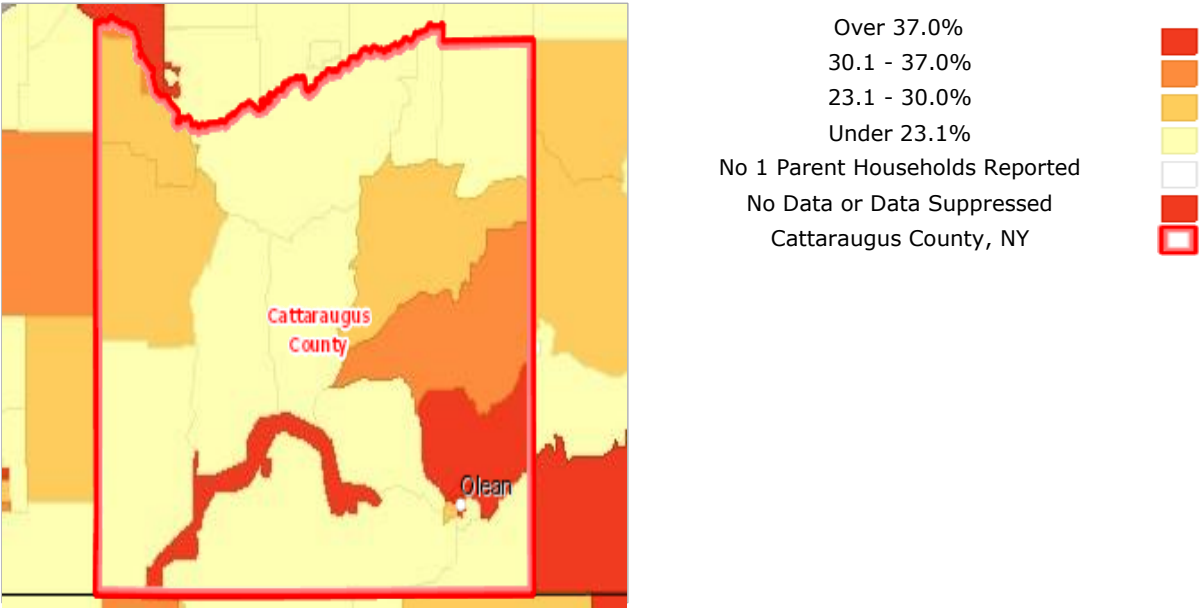 Over 37.0%
30.1 - 37.0%
23.1 - 30.0%
Under 23.1%
No 1 Parent Households Reported
No Data or Data Suppressed
Cattaraugus County, NY
Cattaraugus
County
Olean